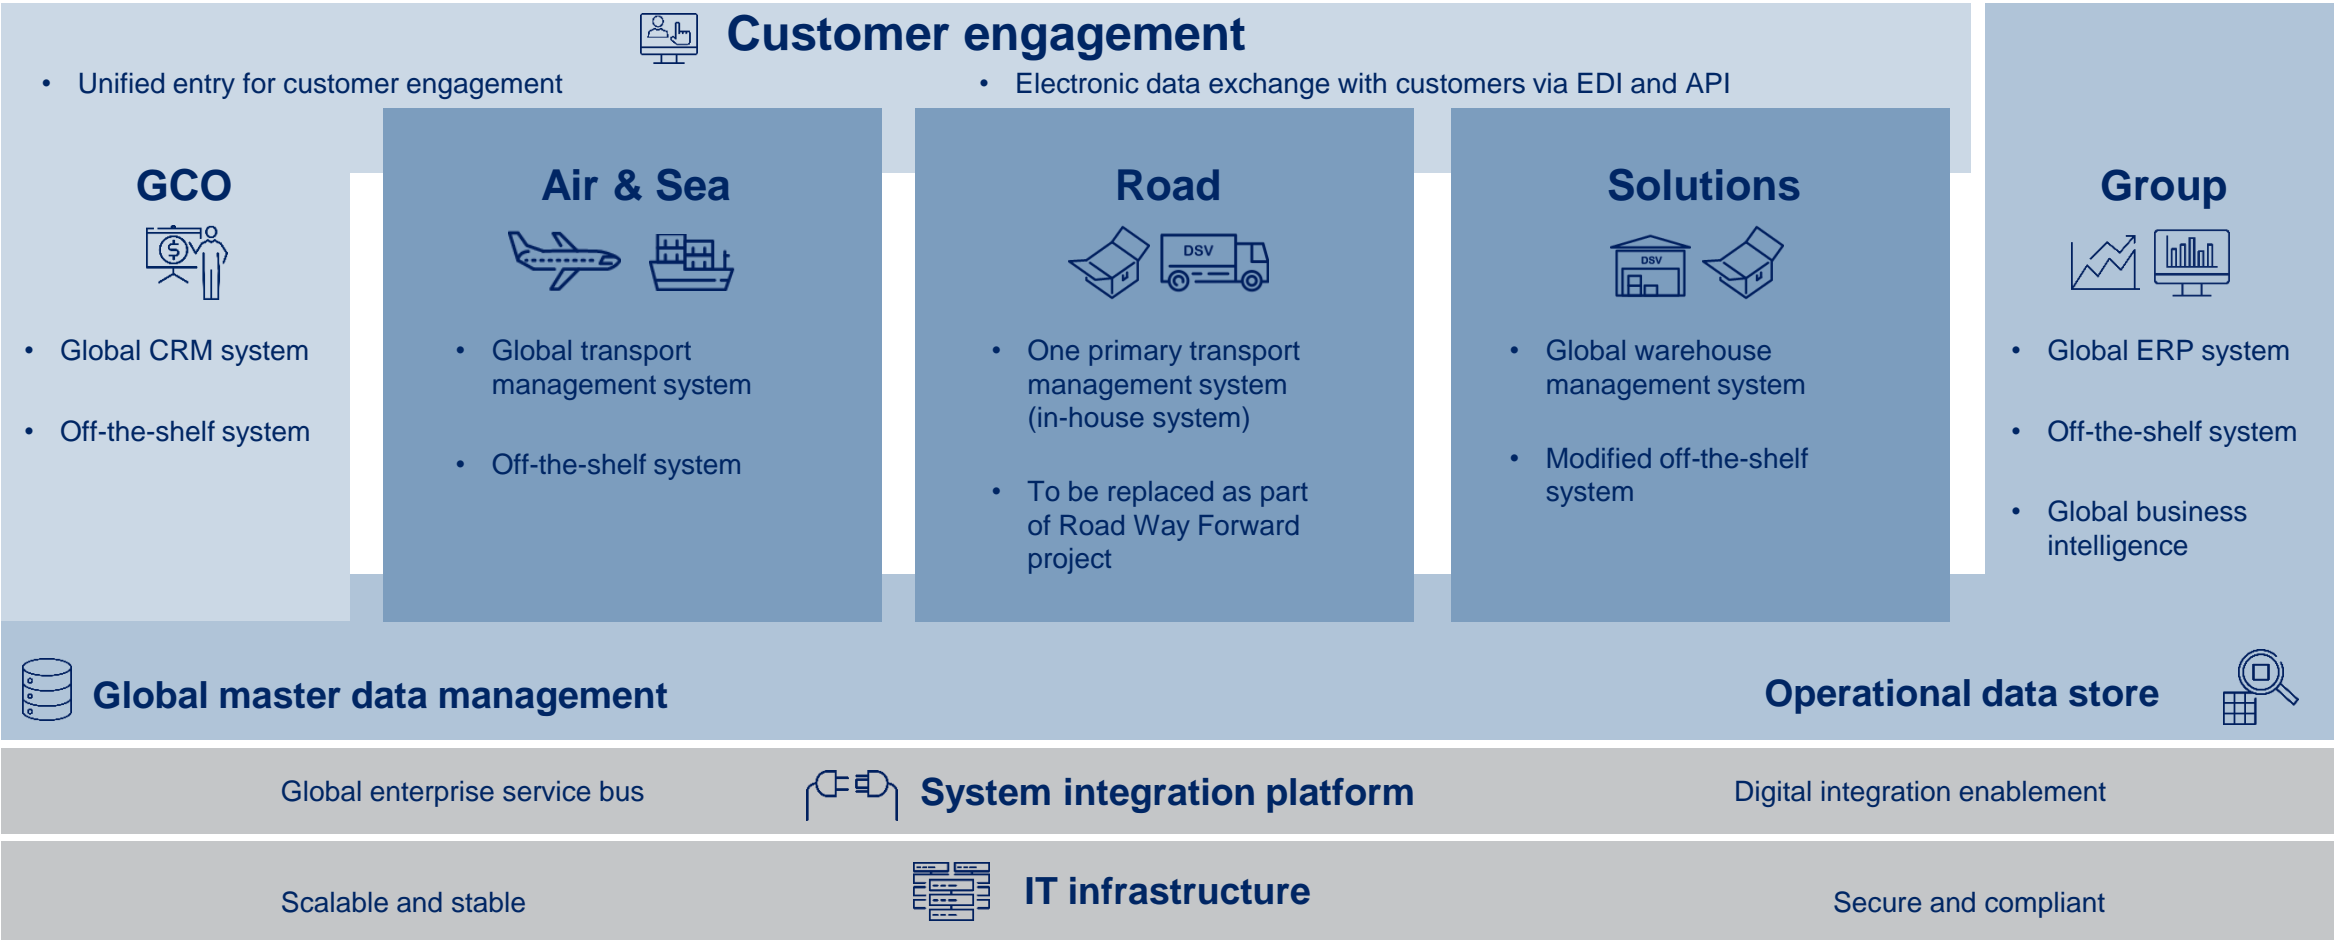 Customer engagement
• Unified entry for customer engagement
• Electronic data exchange with customers via EDI and API
GCO
• Global CRM system
• Off-the-shelf system
Air & Sea
• Global transport
management system
• Off-the-shelf system
Road
DSV
• One primary transport
management system
(in-house system)
• To be replaced as part
of Road Way Forward
project
Solutions
DSV
• Global warehouse
management system
• Modified off-the-shelf
system
Group
• Global ERP system
• Off-the-shelf system
• Global business
intelligence
Global master data management
Operational data store
Global enterprise service bus
System integration platform
Digital integration enablement
Scalable and stable
IT infrastructure
Secure and compliant